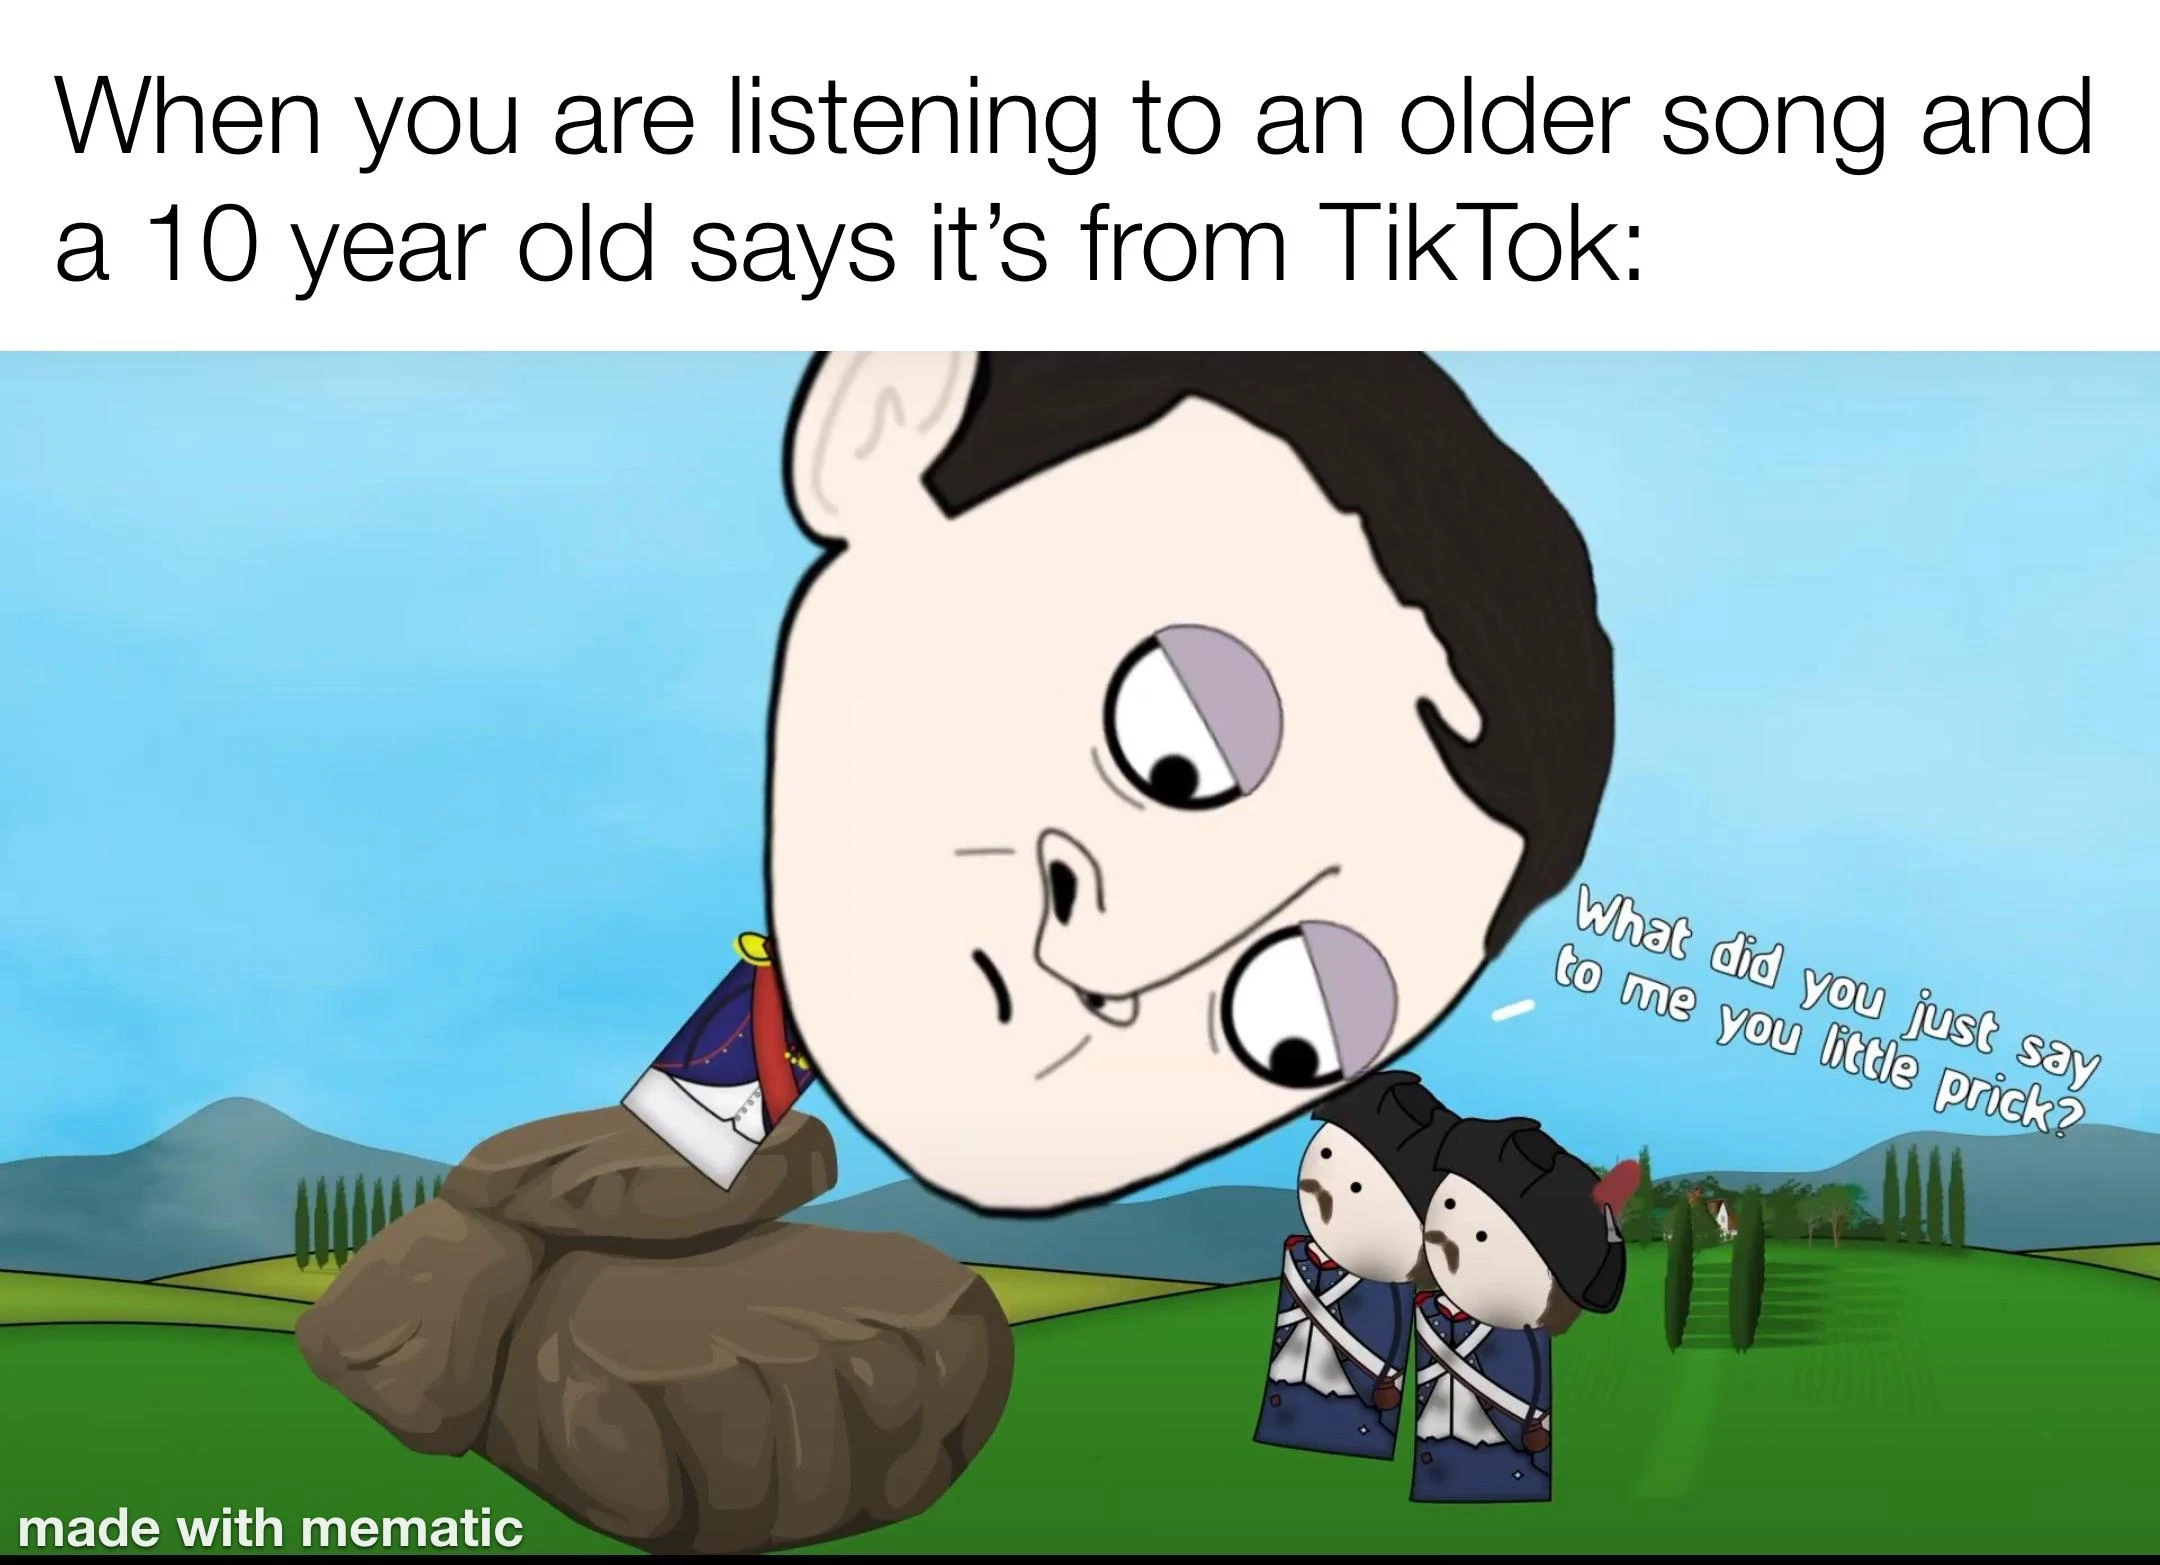 When you are listening to an older song and
a 10 year old says it’s from TikTok:
What did you just say
to me you little prick?
made with mematic